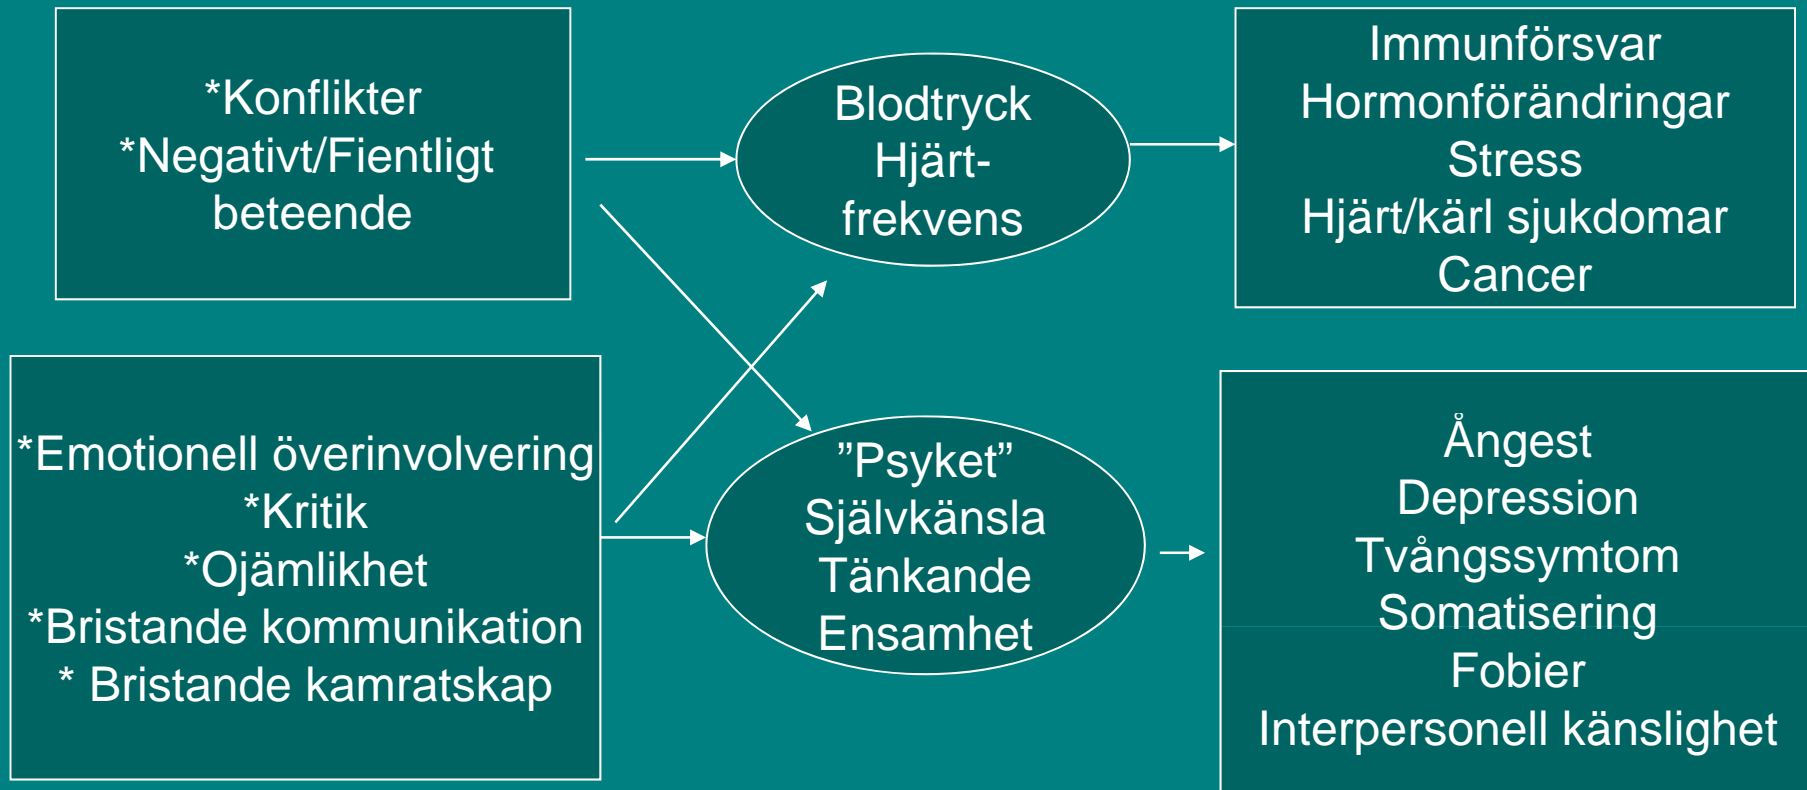 *Konflikter
*Negativt/Fientligt
beteende
Blodtryck
Hjärt-
frekvens
Immunförsvar
Hormonförändringar
Stress
Hjärt/kärl sjukdomar
Cancer
*Emotionell överinvolvering
*Kritik
*Ojämlikhet
*Bristande kommunikation
* Bristande kamratskap
”Psyket”
Självkänsla
Tänkande
Ensamhet
Ångest
Depression
Tvångssymtom
Somatisering
Fobier
Interpersonell känslighet